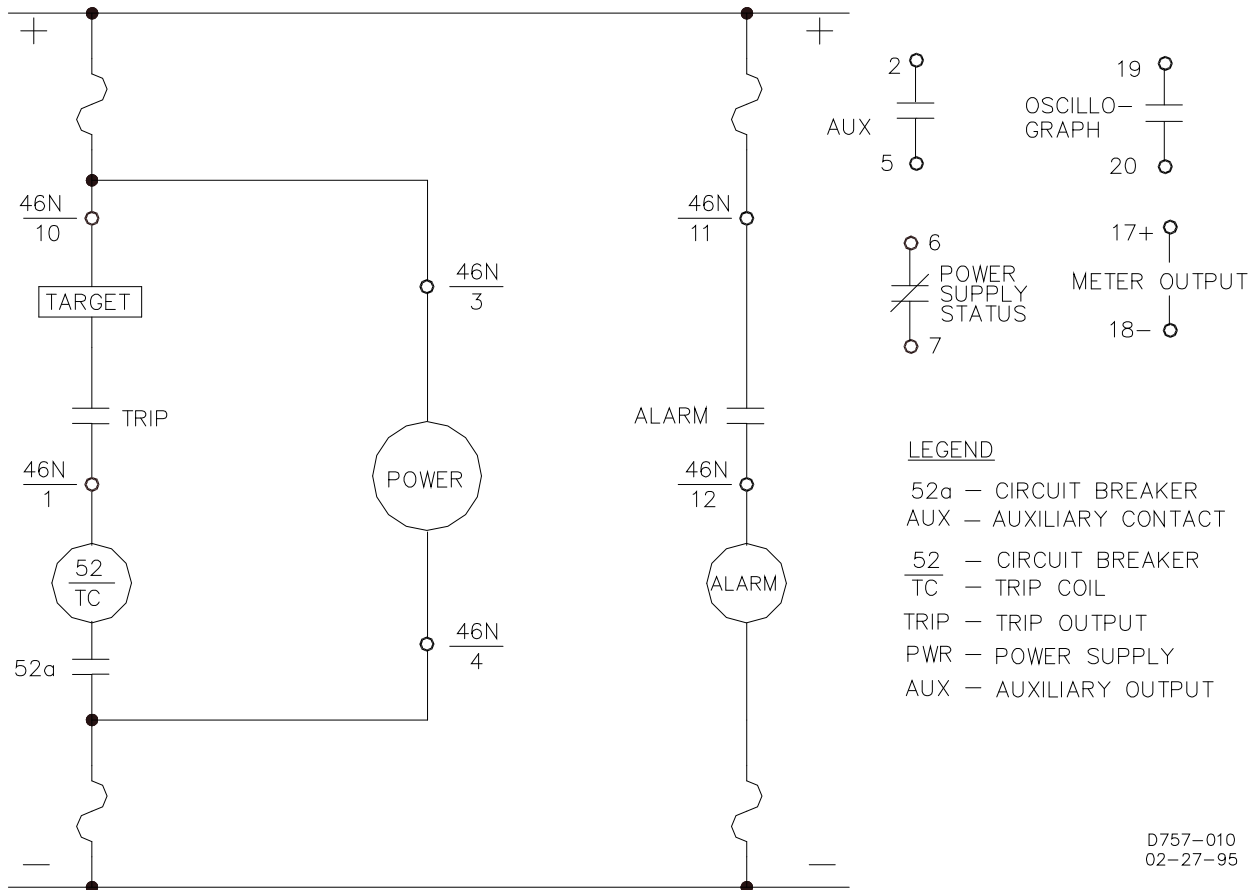 +
+
46N
10
TARGET
TRIP
46N
1
52
TC
52a
46N
3
POWER
46N
4
46N
11
ALARM
46N
12
ALARM
—
—
2
AUX
5
19
OSCILLO—
GRAPH
20
6
POWER
SUPPLY
STATUS
7
17+
METER OUTPUT
18—
LEGEND
52a — CIRCUIT BREAKER
AUX — AUXILIARY CONTACT
52 — CIRCUIT BREAKER
TC — TRIP COIL
TRIP — TRIP OUTPUT
PWR — POWER SUPPLY
AUX — AUXILIARY OUTPUT
D757—010
02—27—95